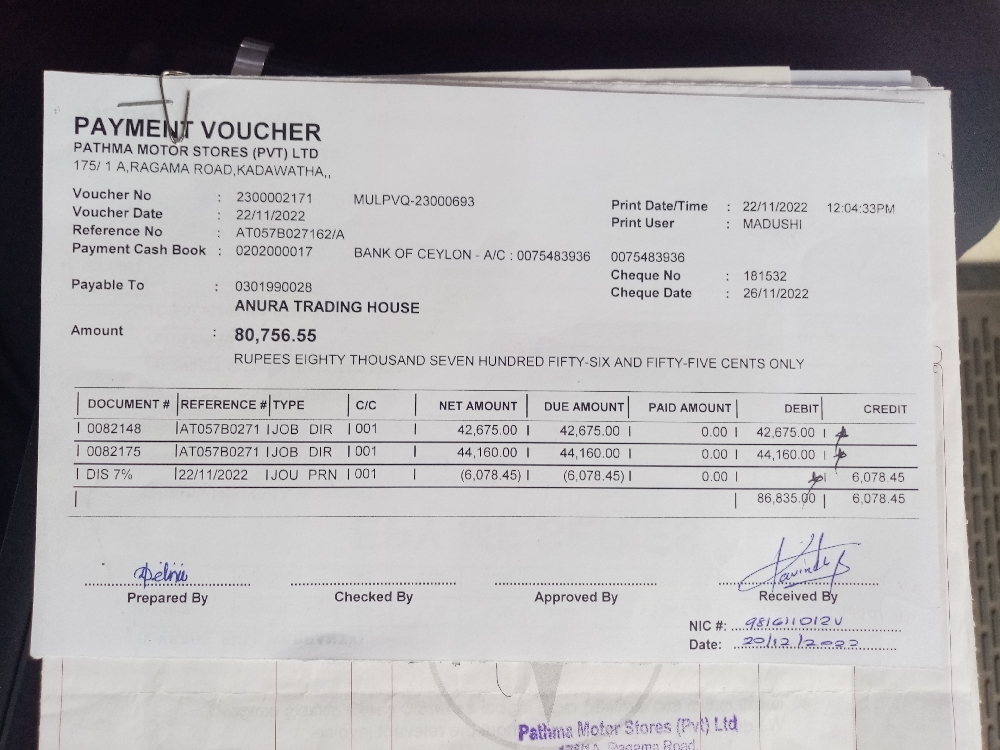 PAYMENT VOUCHER
PATHMA MOTOR STORES (PVT) LTD
175/ 1 A,RAGAMA ROAD,KADAWATHA,,
Voucher No : 2300002171 MULPVQ-23000693
Voucher Date : 22/11/2022
Reference No : AT057B027162/A
Payment Cash Book : 0202000017 BANK OF CEYLON - A/C : 0075483936 0075483936
Print Date/Time : 22/11/2022 12:04:33PM
Print User : MADUSHI
Cheque No : 181532
Cheque Date : 26/11/2022
Payable To : 0301990028
ANURA TRADING HOUSE
Amount : 80,756.55
RUPEES EIGHTY THOUSAND SEVEN HUNDRED FIFTY-SIX AND FIFTY-FIVE CENTS ONLY
DOCUMENT # REFERENCE # TYPE C/C NET AMOUNT DUE AMOUNT PAID AMOUNT DEBIT CREDIT
0082148 AT057B0271 JOB DIR 001 42,675.00 42,675.00 0.00 42,675.00
0082175 AT057B0271 JOB DIR 001 44,160.00 44,160.00 0.00 44,160.00
DIS 7% 22/11/2022 JOU PRN 001 (6,078.45) (6,078.45) 0.00 6,078.45
86,835.00 6,078.45
Prepared By Checked By Approved By Received By
NIC #: 981611012V
Date: 20/12/2022
Pathma Motor Stores (Pvt) Ltd
Ragama Road